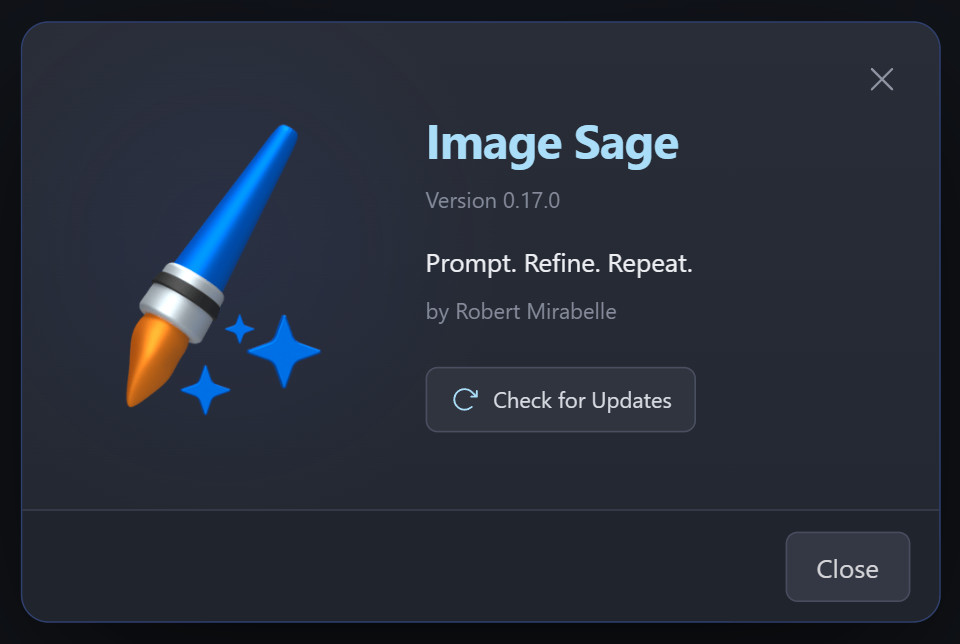 Image Sage
Version 0.17.0
Prompt. Refine. Repeat.
by Robert Mirabelle
Check for Updates
Close